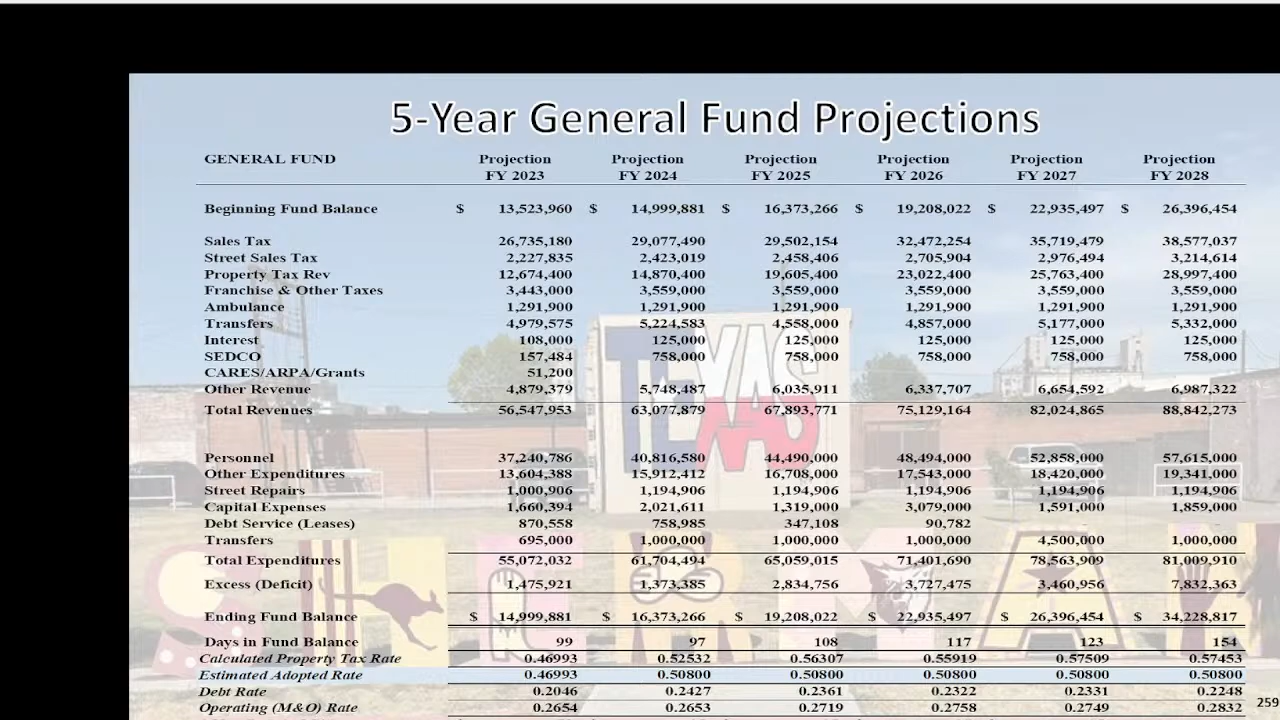 5-Year General Fund Projections
GENERAL FUND Projection Projection Projection Projection Projection Projection
FY 2023 FY 2024 FY 2025 FY 2026 FY 2027 FY 2028
Beginning Fund Balance $ 13,523,960 $ 14,999,881 $ 16,373,266 $ 19,208,022 $ 22,935,497 $ 26,396,454
Sales Tax 26,735,180 29,077,490 29,502,154 32,472,254 35,719,479 38,577,037
Street Sales Tax 2,227,835 2,423,019 2,458,406 2,705,904 2,976,494 3,214,614
Property Tax Rev 12,674,400 14,870,400 19,605,400 23,022,400 25,763,400 28,997,400
Franchise & Other Taxes 3,443,000 3,559,000 3,559,000 3,559,000 3,559,000 3,559,000
Ambulance 1,291,900 1,291,900 1,291,900 1,291,900 1,291,900 1,291,900
Transfers 4,979,575 5,224,583 4,558,000 4,857,000 5,177,000 5,332,000
Interest 108,000 125,000 125,000 125,000 125,000 125,000
SEDCO 157,484 758,000 758,000 758,000 758,000 758,000
CARES/ARPA/Grants 51,200
Other Revenue 4,879,379 5,748,487 6,035,911 6,337,707 6,654,592 6,987,322
Total Revenues 56,547,953 63,077,879 67,893,771 75,129,164 82,024,865 88,842,273
Personnel 37,240,786 40,816,580 44,490,000 48,494,000 52,858,000 57,615,000
Other Expenditures 13,604,388 15,912,412 16,708,000 17,543,000 18,420,000 19,341,000
Street Repairs 1,000,906 1,194,906 1,194,906 1,194,906 1,194,906 1,194,906
Capital Expenses 1,660,394 2,021,611 1,319,000 3,079,000 1,591,000 1,859,000
Debt Service (Leases) 870,558 758,985 347,108 90,782 - -
Transfers 695,000 1,000,000 1,000,000 1,000,000 4,500,000 1,000,000
Total Expenditures 55,072,032 61,704,494 65,059,015 71,401,690 78,563,909 81,009,910
Excess (Deficit) 1,475,921 1,373,385 2,834,756 3,727,475 3,460,956 7,832,363
Ending Fund Balance $ 14,999,881 $ 16,373,266 $ 19,208,022 $ 22,935,497 $ 26,396,454 $ 34,228,817
Days in Fund Balance 99 97 108 117 123 154
Calculated Property Tax Rate 0.46993 0.52532 0.56307 0.55919 0.57509 0.57453
Estimated Adopted Rate 0.46993 0.50800 0.50800 0.50800 0.50800 0.50800
Debt Rate 0.2046 0.2427 0.2361 0.2322 0.2331 0.2248
Operating (M&O) Rate 0.2654 0.2653 0.2719 0.2758 0.2749 0.2832
259
TEXAS
SHERMAN